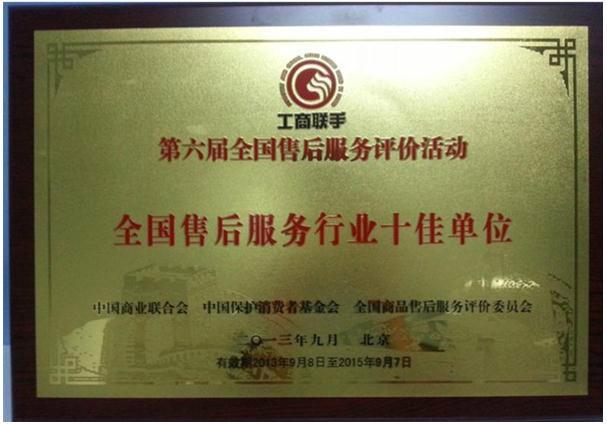 工商联手
第六届全国售后服务评价活动
全国售后服务行业十佳单位
中国商业联合会 中国保护消费者基金会 全国商品售后服务评价委员会
二〇一三年九月 北京
有效期2013年9月8日至2015年9月7日